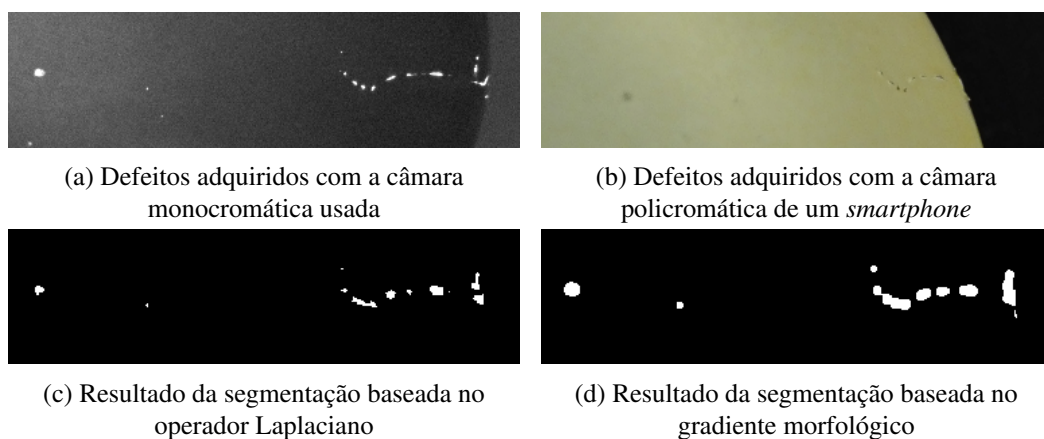 (a) Defeitos adquiridos com a câmara
monocromática usada
(b) Defeitos adquiridos com a câmara
policromática de um smartphone
(c) Resultado da segmentação baseada no
operador Laplaciano
(d) Resultado da segmentação baseada no
gradiente morfológico